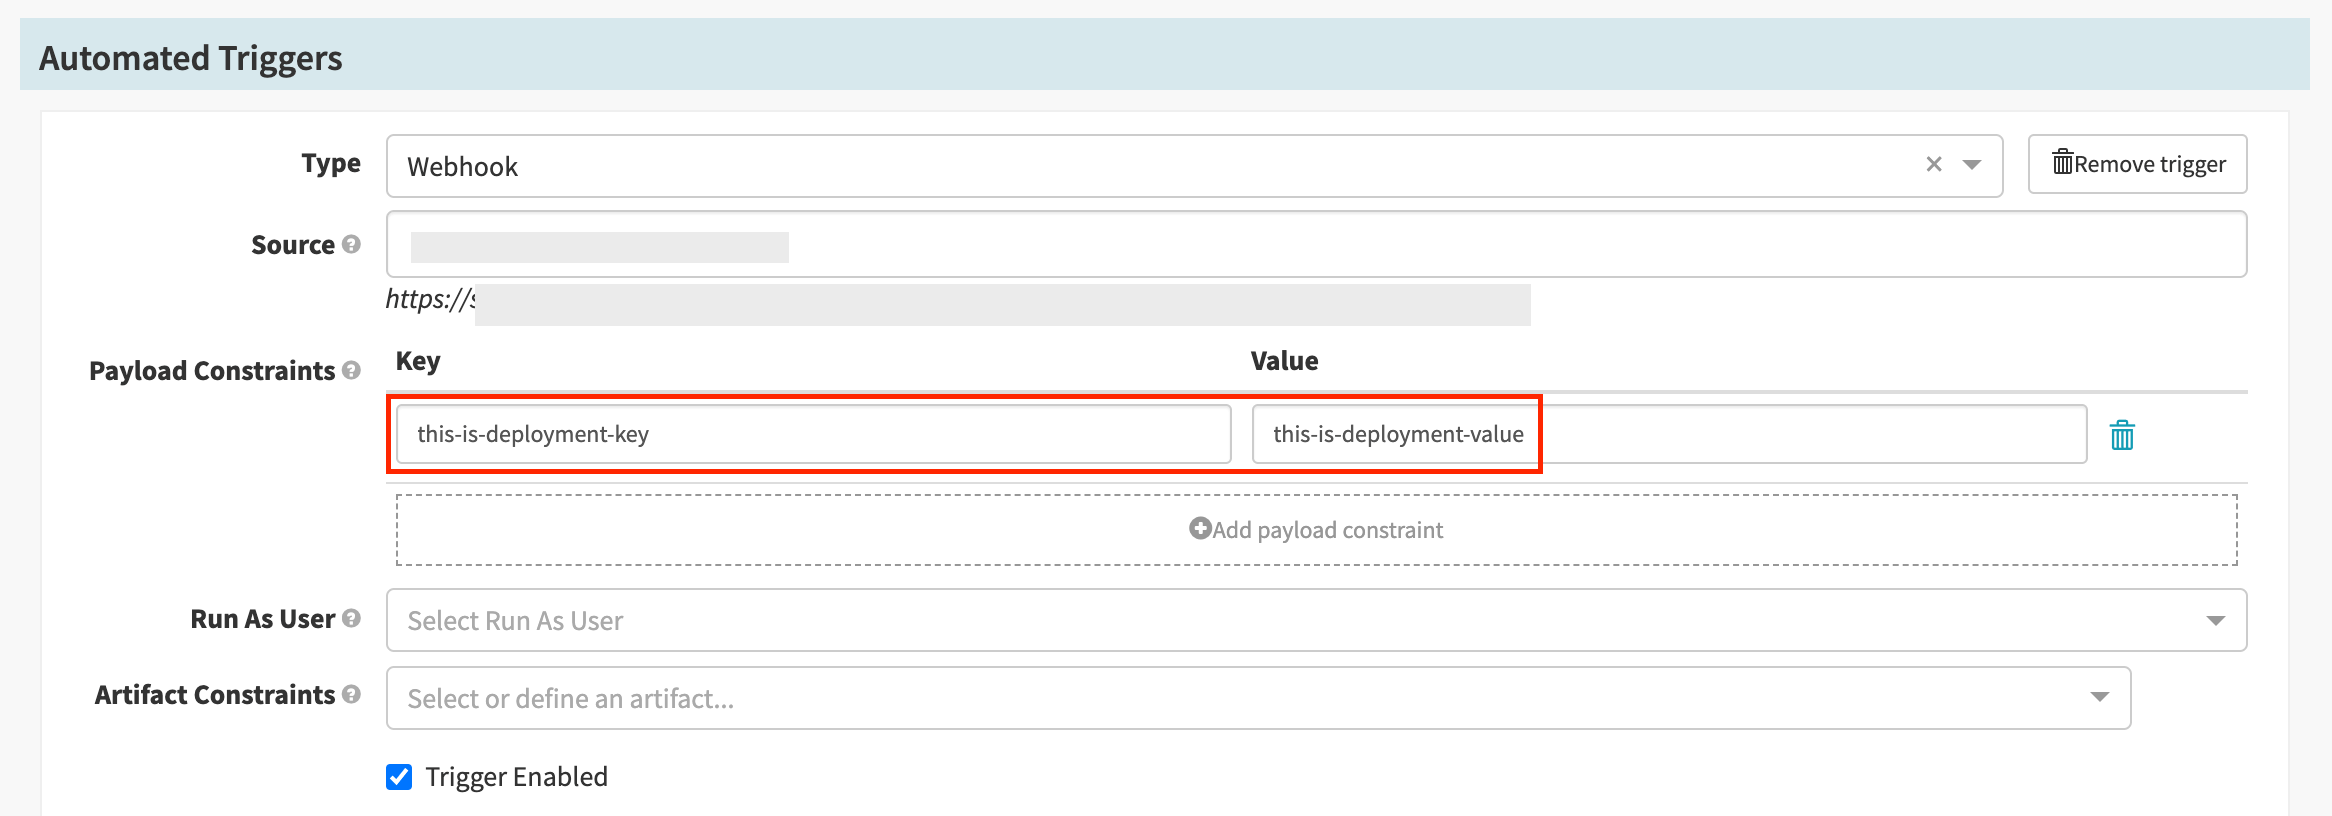 Automated Triggers
Type
Webhook
Remove trigger
Source
https://
Payload Constraints
Key
Value
this-is-deployment-key
this-is-deployment-value
Add payload constraint
Run As User
Select Run As User
Artifact Constraints
Select or define an artifact...
Trigger Enabled